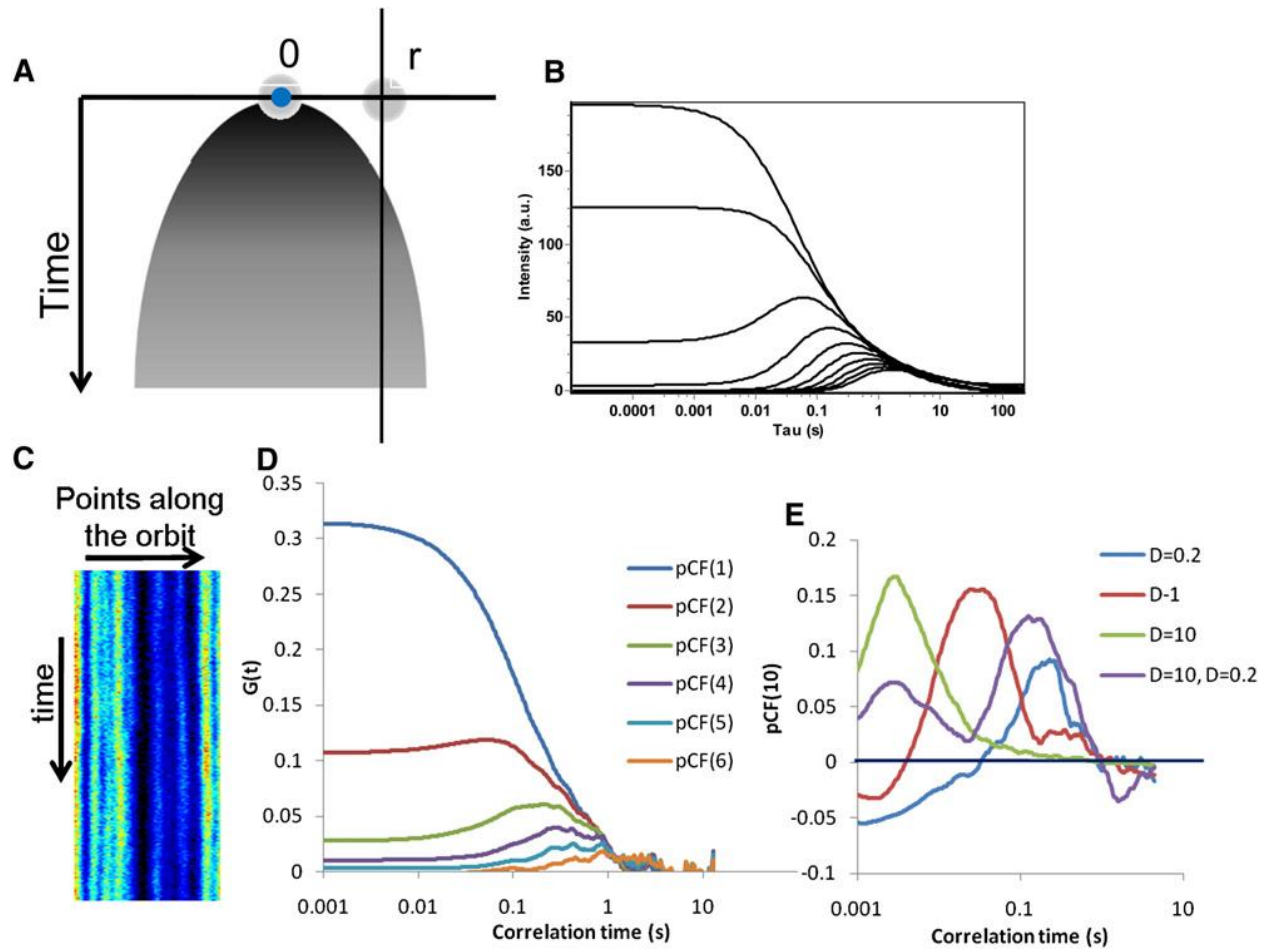 A
0
r
Time
B
Intensity (a.u.)
150
100
50
0
0.0001
0.001
0.01
0.1
1
10
100
Tau (s)
C
Points along
the orbit
time
D
G(t)
0.35
0.3
0.25
0.2
0.15
0.1
0.05
0
0.001
0.01
0.1
1
10
Correlation time (s)
pCF(1)
pCF(2)
pCF(3)
pCF(4)
pCF(5)
pCF(6)
E
pCF(10)
0.2
0.15
0.1
0.05
0
-0.05
-0.1
0.001
0.1
10
Correlation time (s)
D=0.2
D-1
D=10
D=10, D=0.2